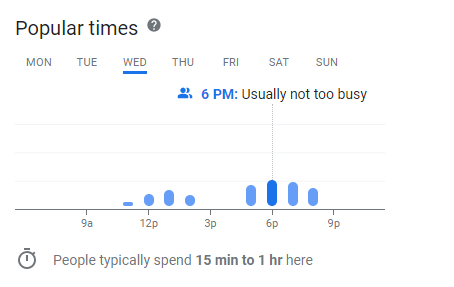 Popular times ?
MON TUE WED THU FRI SAT SUN
6 PM: Usually not too busy
9a 12p 3p 6p 9p
People typically spend 15 min to 1 hr here